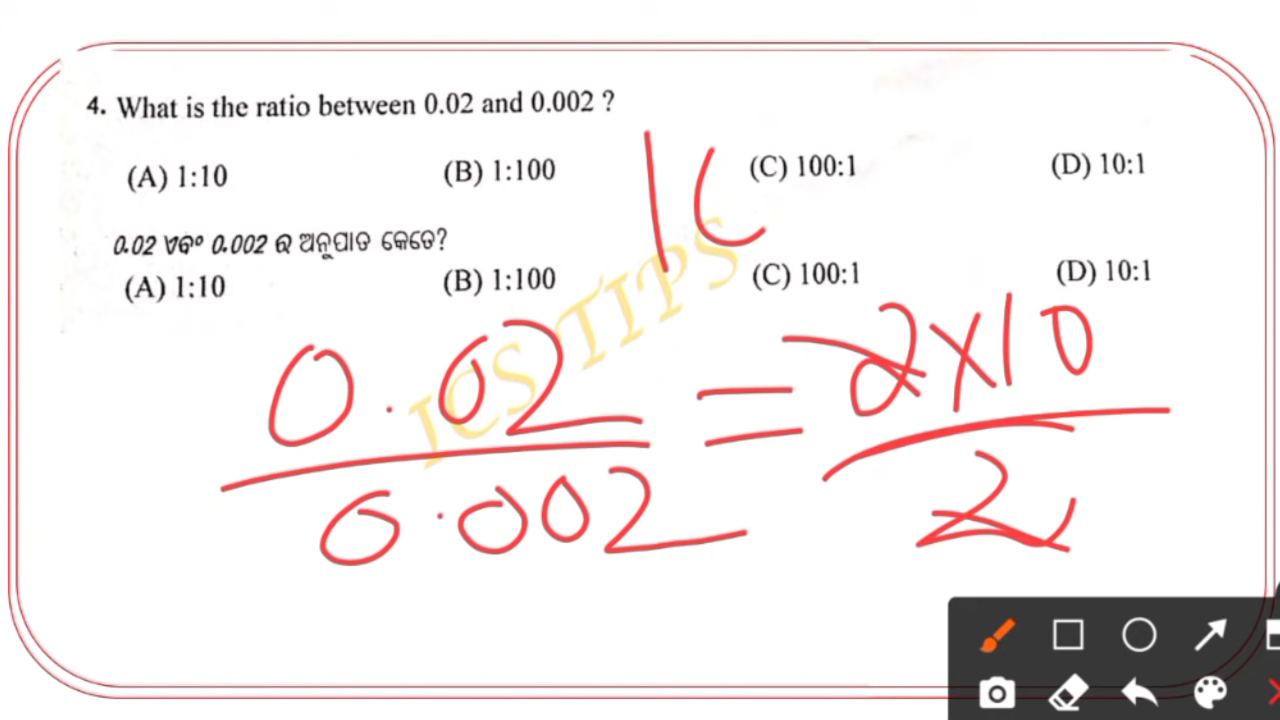 4. What is the ratio between 0.02 and 0.002 ?
(A) 1:10 (B) 1:100 (C) 100:1 (D) 10:1
0.02 ଏବଂ 0.002 ର ଅନୁପାତ କେତେ?
(A) 1:10 (B) 1:100 (C) 100:1 (D) 10:1
ICS TIPS
0.02 = 2×10
0.002 2